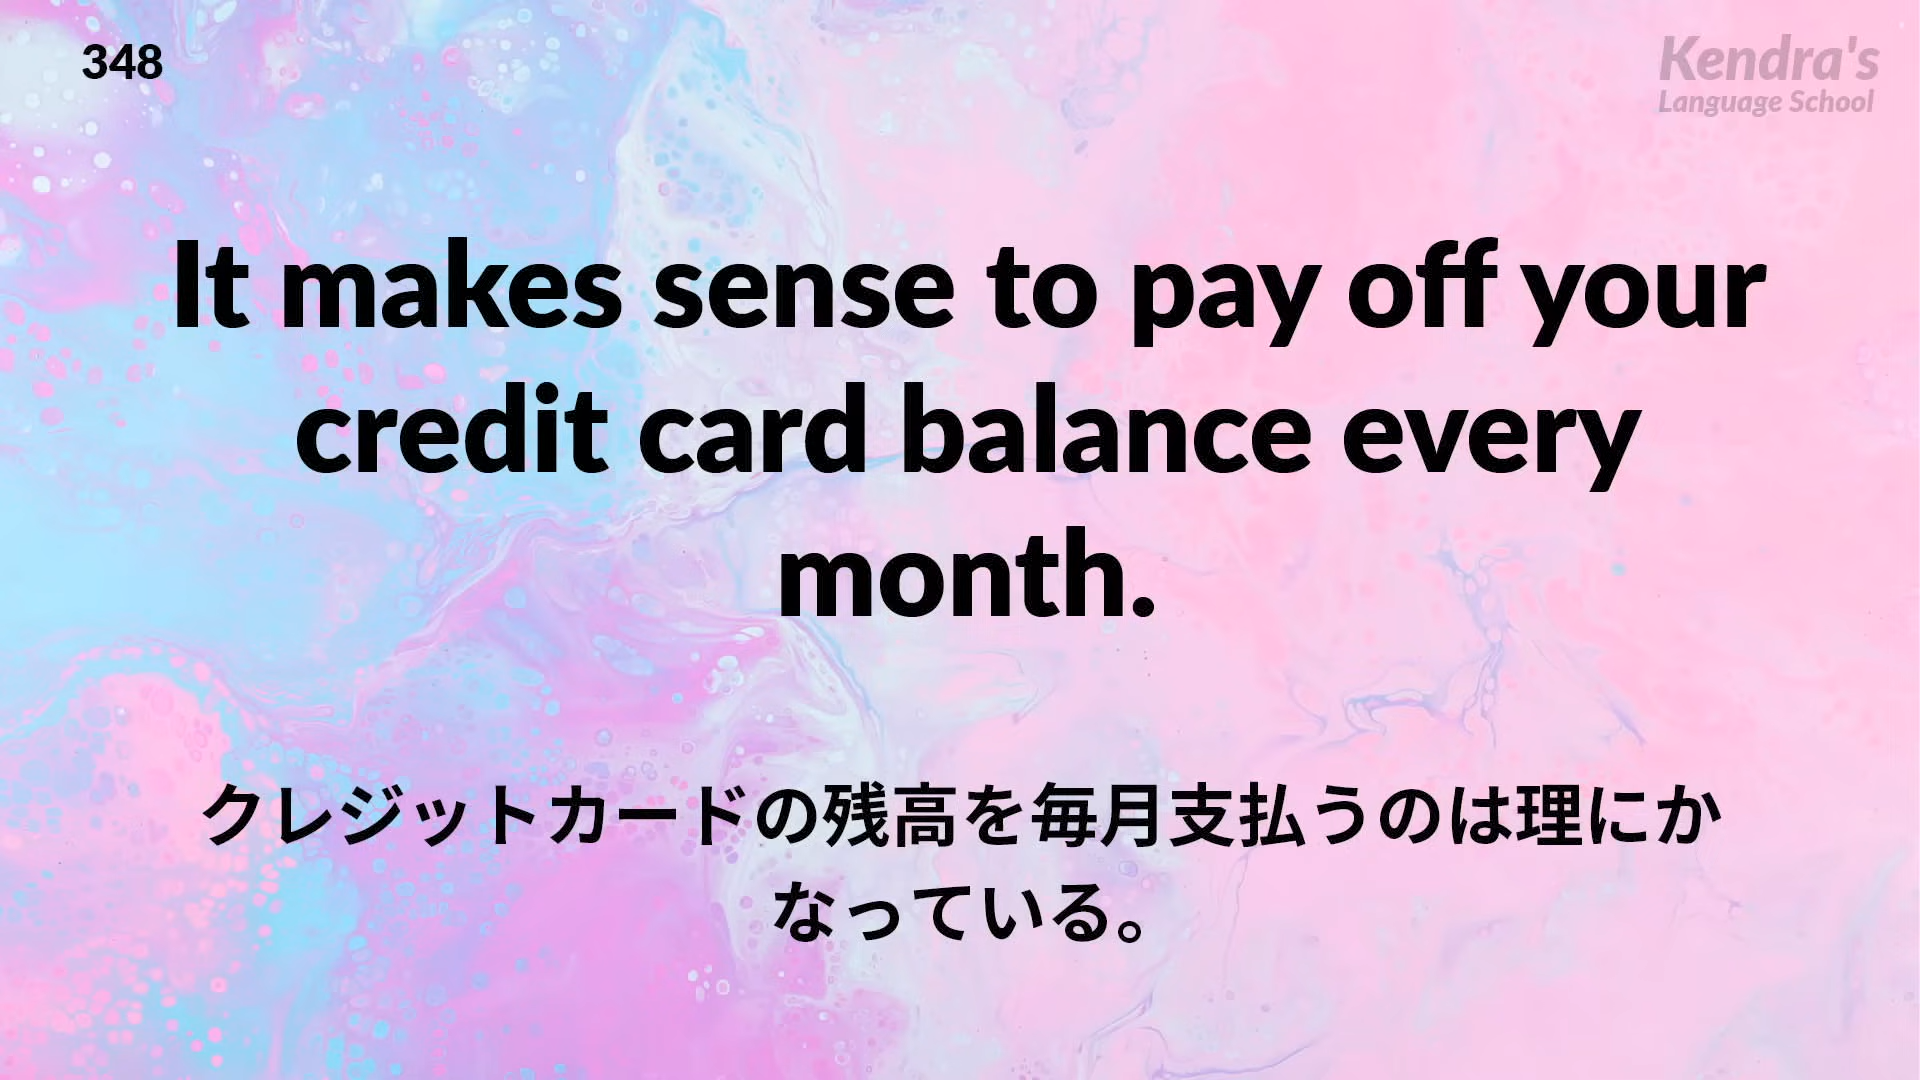 348
Kendra's
Language School
It makes sense to pay off your
credit card balance every
month.
クレジットカードの残高を毎月支払うのは理にか
なっている。